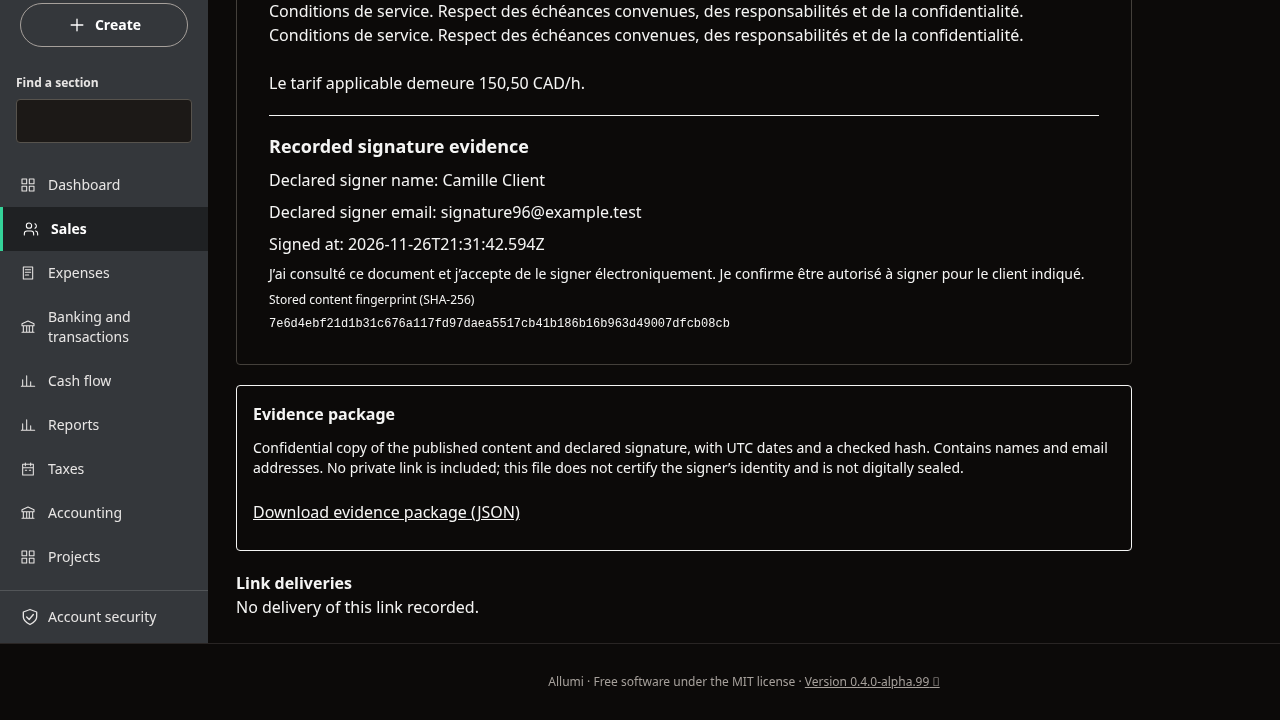 Create
Find a section
Dashboard
Sales
Expenses
Banking and
transactions
Cash flow
Reports
Taxes
Accounting
Projects
Account security
Conditions de service. Respect des échéances convenues, des responsabilités et de la confidentialité.
Conditions de service. Respect des échéances convenues, des responsabilités et de la confidentialité.
Le tarif applicable demeure 150,50 CAD/h.
Recorded signature evidence
Declared signer name: Camille Client
Declared signer email: signature96@example.test
Signed at: 2026-11-26T21:31:42.594Z
J’ai consulté ce document et j’accepte de le signer électroniquement. Je confirme être autorisé à signer pour le client indiqué.
Stored content fingerprint (SHA-256)
7e6d4ebf21d1b31c676a117fd97daea5517cb41b186b16b963d49007dfcb08cb
Evidence package
Confidential copy of the published content and declared signature, with UTC dates and a checked hash. Contains names and email
addresses. No private link is included; this file does not certify the signer’s identity and is not digitally sealed.
Download evidence package (JSON)
Link deliveries
No delivery of this link recorded.
Allumi · Free software under the MIT license · Version 0.4.0-alpha.99